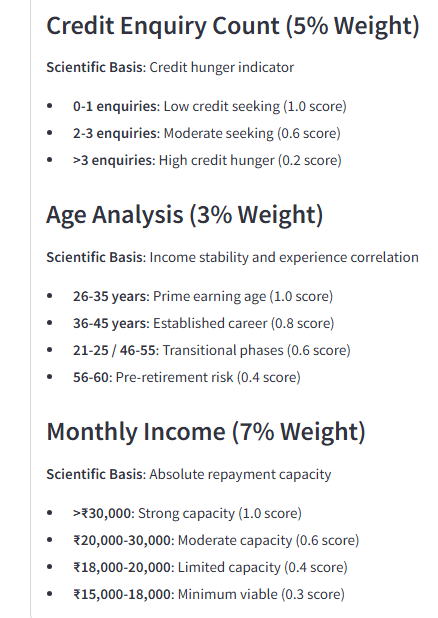 Credit Enquiry Count (5% Weight)
Scientific Basis: Credit hunger indicator
• 0-1 enquiries: Low credit seeking (1.0 score)
• 2-3 enquiries: Moderate seeking (0.6 score)
• >3 enquiries: High credit hunger (0.2 score)
Age Analysis (3% Weight)
Scientific Basis: Income stability and experience correlation
• 26-35 years: Prime earning age (1.0 score)
• 36-45 years: Established career (0.8 score)
• 21-25 / 46-55: Transitional phases (0.6 score)
• 56-60: Pre-retirement risk (0.4 score)
Monthly Income (7% Weight)
Scientific Basis: Absolute repayment capacity
• >₹30,000: Strong capacity (1.0 score)
• ₹20,000-30,000: Moderate capacity (0.6 score)
• ₹18,000-20,000: Limited capacity (0.4 score)
• ₹15,000-18,000: Minimum viable (0.3 score)